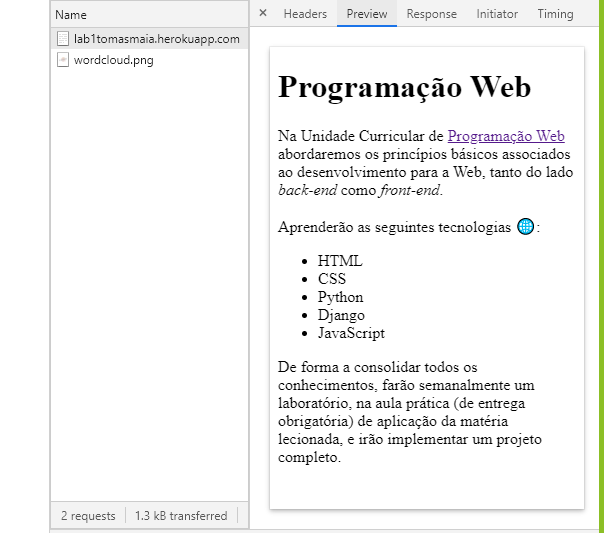 Name
× Headers Preview Response Initiator Timing
lab1tomasmaia.herokuapp.com
wordcloud.png
Programação Web
Na Unidade Curricular de Programação Web
abordaremos os princípios básicos associados
ao desenvolvimento para a Web, tanto do lado
back-end como front-end.
Aprenderão as seguintes tecnologias 🌐:
• HTML
• CSS
• Python
• Django
• JavaScript
De forma a consolidar todos os
conhecimentos, farão semanalmente um
laboratório, na aula prática (de entrega
obrigatória) de aplicação da matéria
lecionada, e irão implementar um projeto
completo.
2 requests 1.3 kB transferred